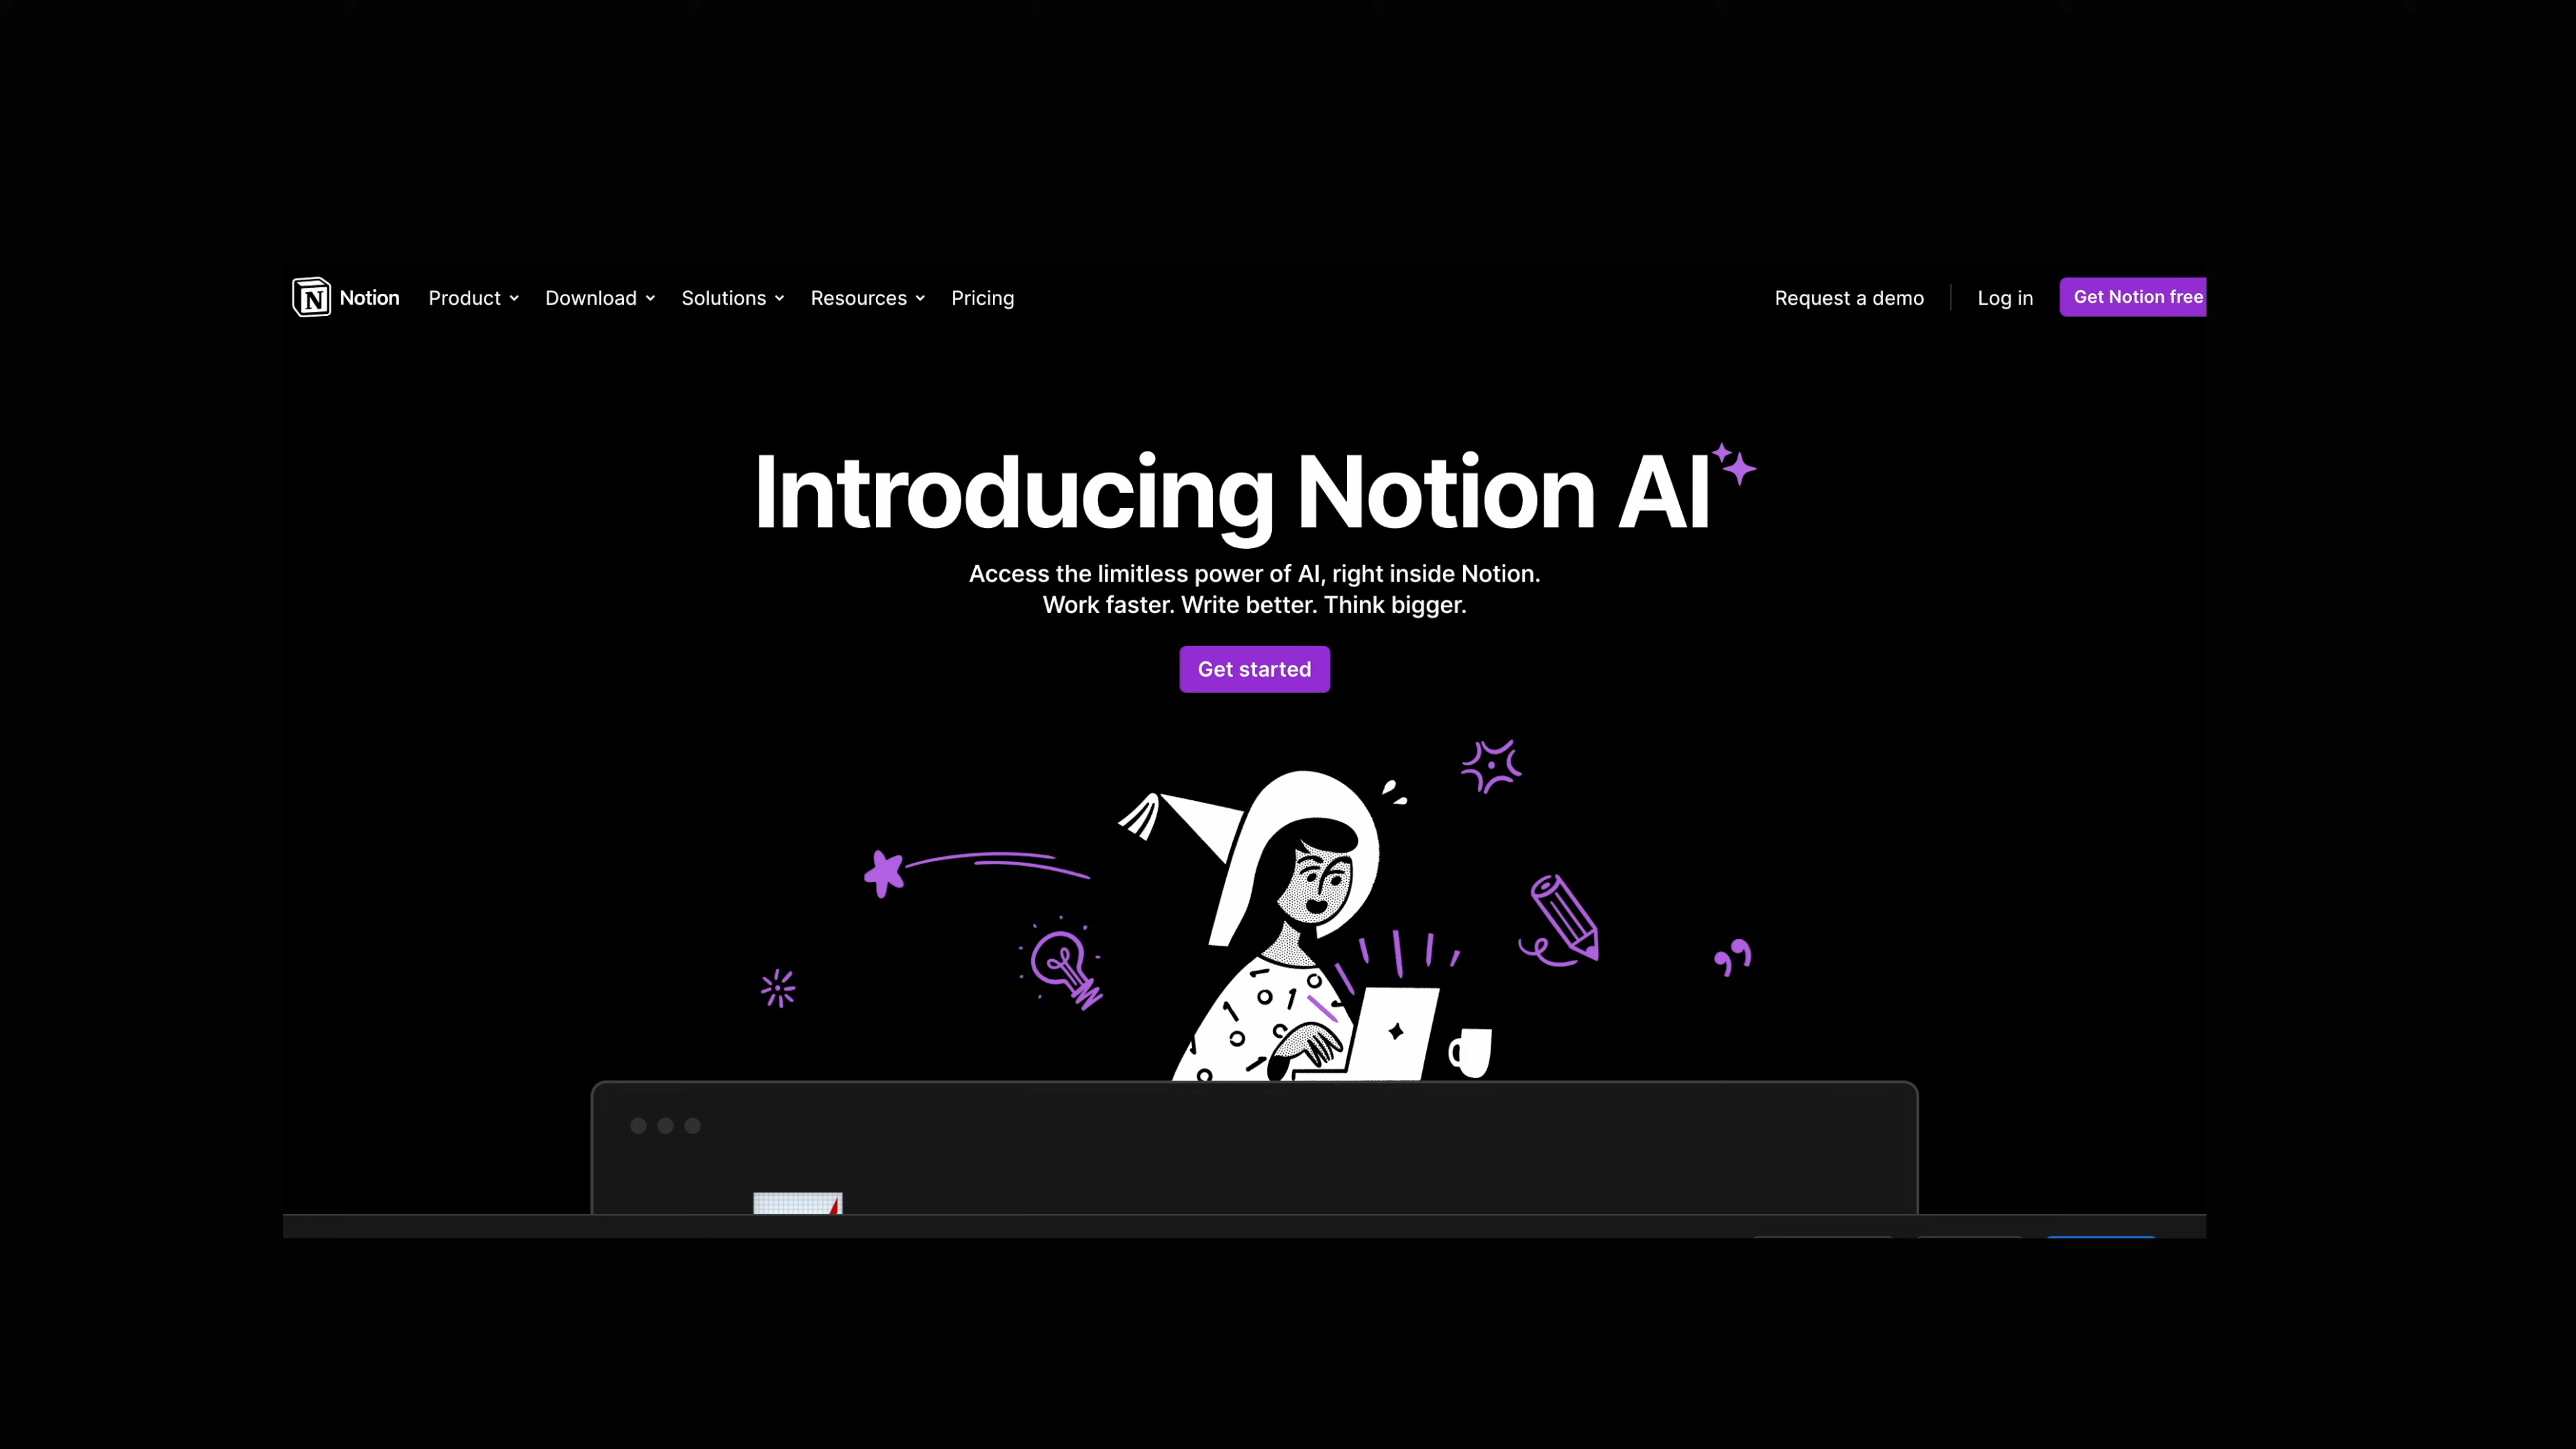 Notion
Product
Download
Solutions
Resources
Pricing
Request a demo
Log in
Get Notion free
Introducing Notion AI
Access the limitless power of AI, right inside Notion.
Work faster. Write better. Think bigger.
Get started